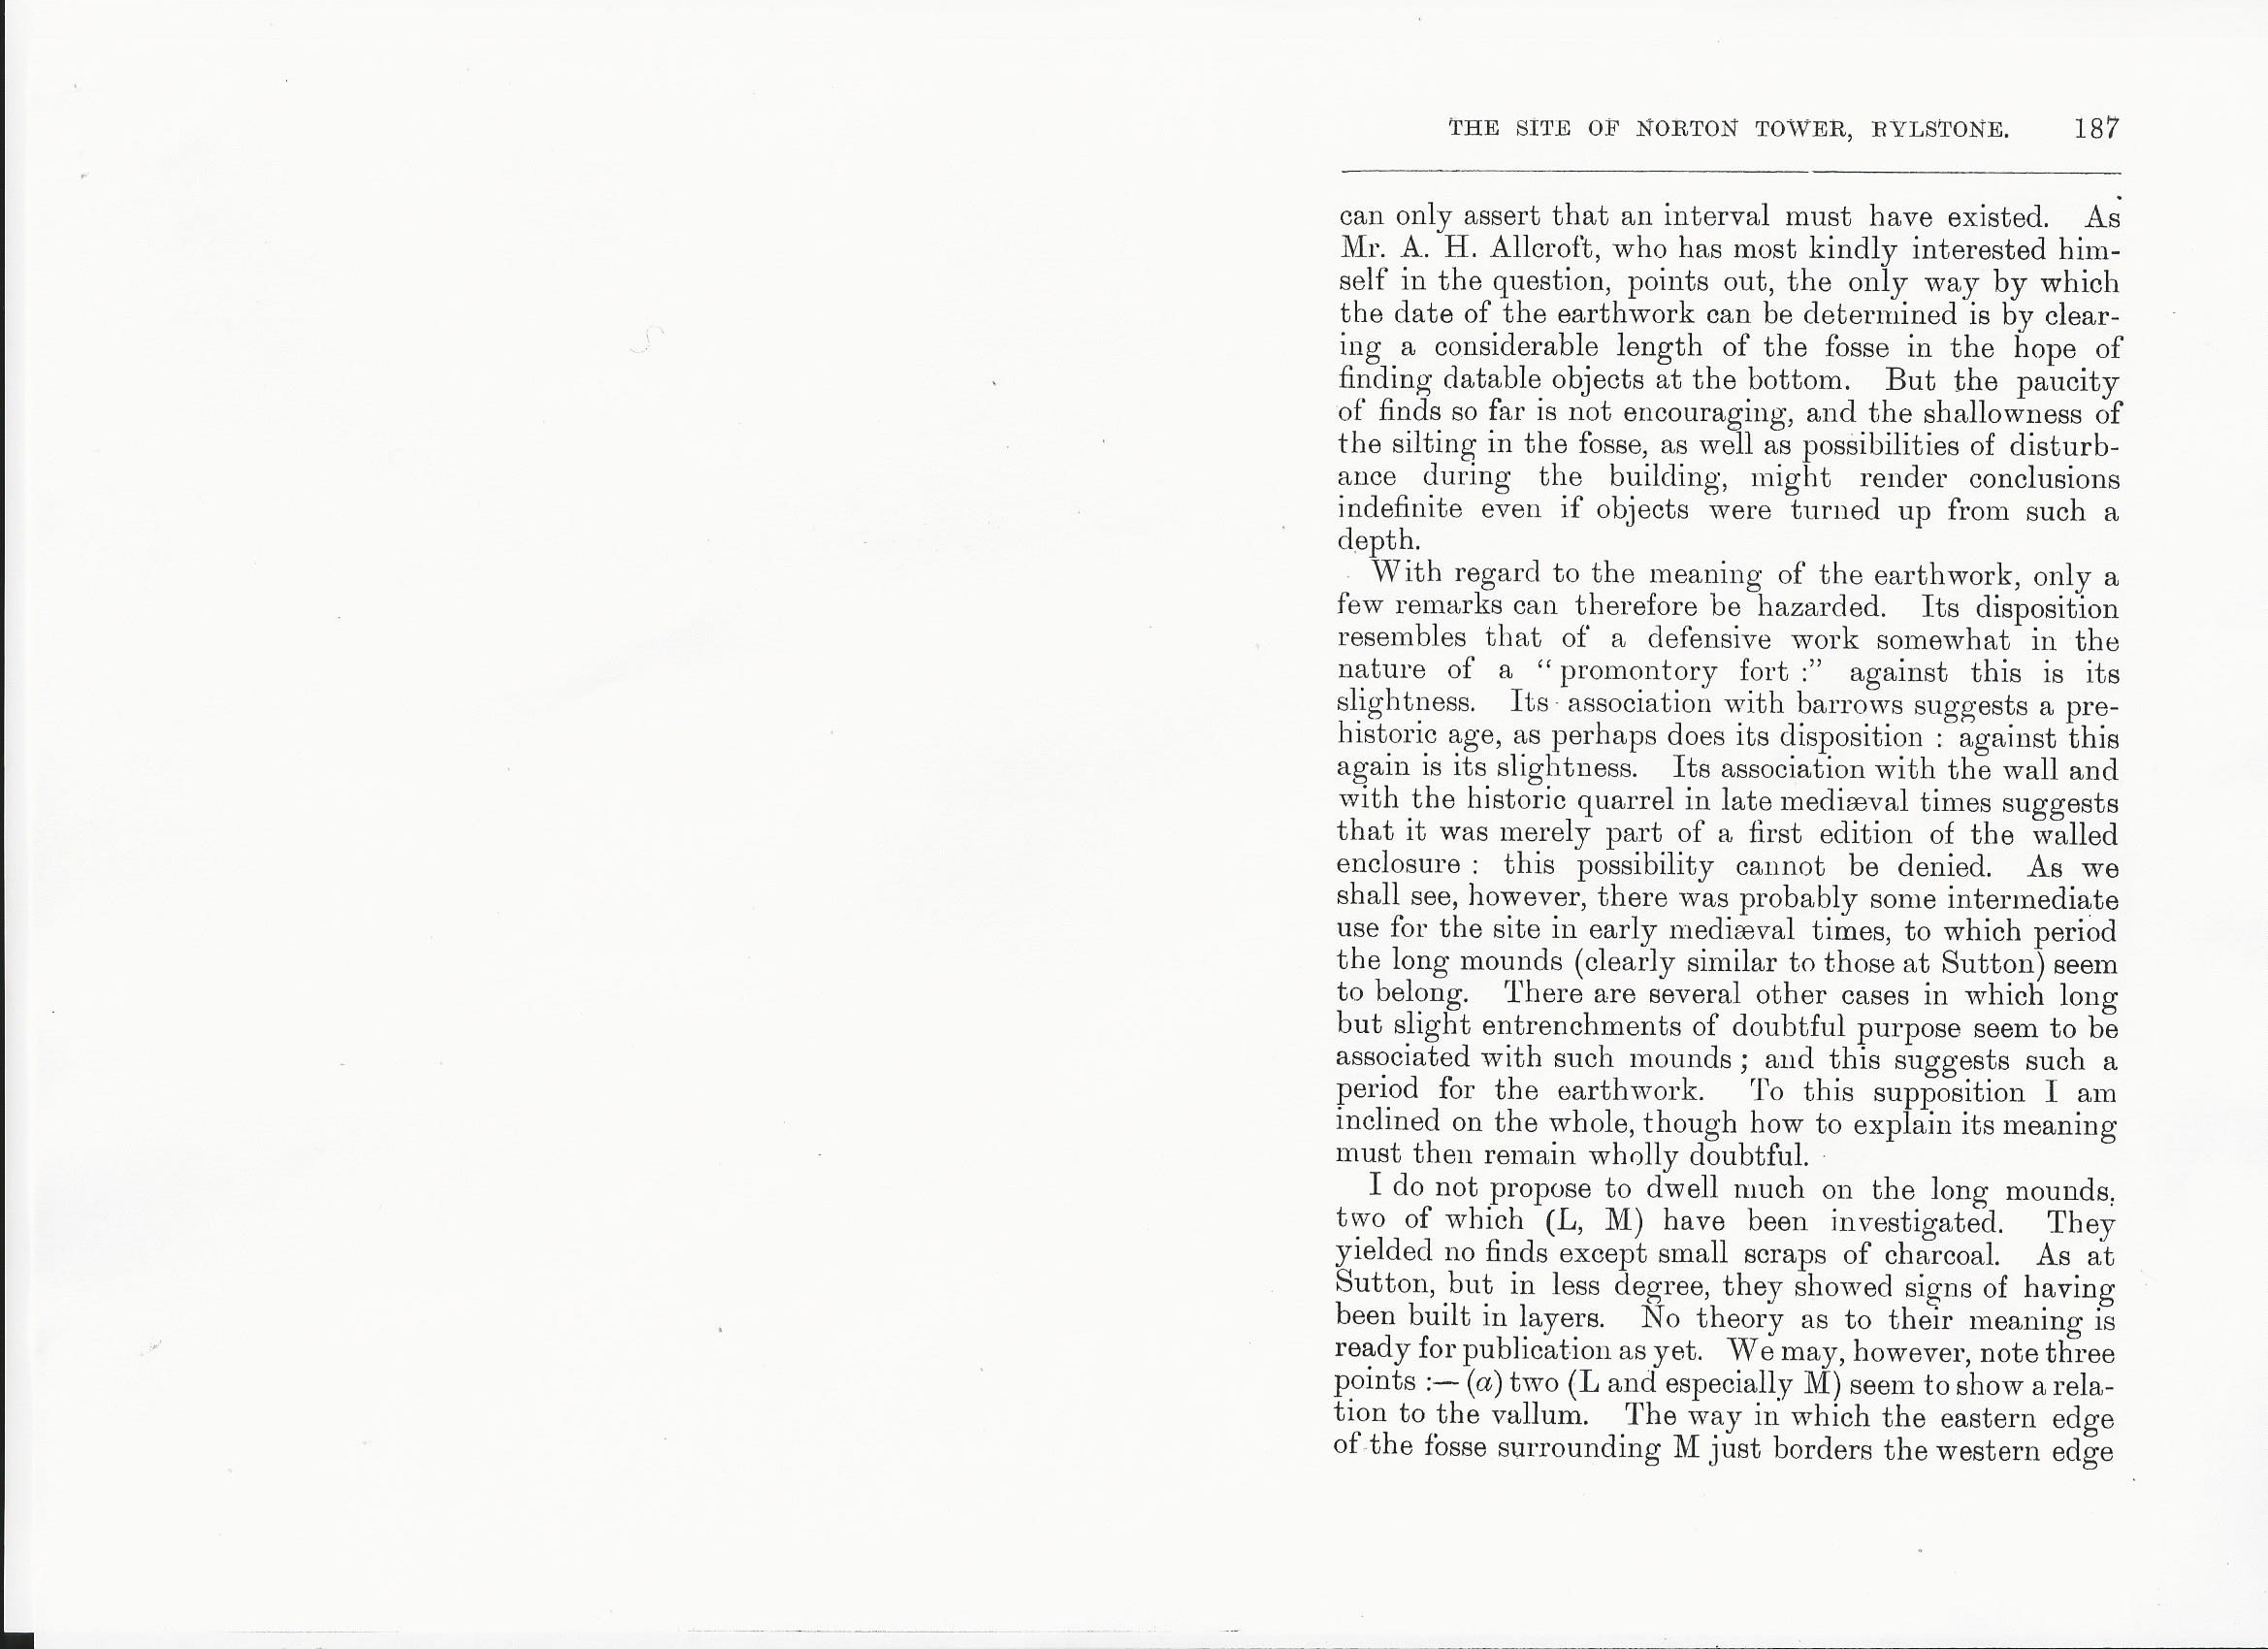 THE SITE OF NORTON TOWER, RYLSTONE. 187
can only assert that an interval must have existed. As
Mr. A. H. Allcroft, who has most kindly interested him-
self in the question, points out, the only way by which
the date of the earthwork can be determined is by clear-
ing a considerable length of the fosse in the hope of
finding datable objects at the bottom. But the paucity
of finds so far is not encouraging, and the shallowness of
the silting in the fosse, as well as possibilities of disturb-
ance during the building, might render conclusions
indefinite even if objects were turned up from such a
depth.
With regard to the meaning of the earthwork, only a
few remarks can therefore be hazarded. Its disposition
resembles that of a defensive work somewhat in the
nature of a “promontory fort:” against this is its
slightness. Its association with barrows suggests a pre-
historic age, as perhaps does its disposition : against this
again is its slightness. Its association with the wall and
with the historic quarrel in late mediæval times suggests
that it was merely part of a first edition of the walled
enclosure : this possibility cannot be denied. As we
shall see, however, there was probably some intermediate
use for the site in early mediæval times, to which period
the long mounds (clearly similar to those at Sutton) seem
to belong. There are several other cases in which long
but slight entrenchments of doubtful purpose seem to be
associated with such mounds ; and this suggests such a
period for the earthwork. To this supposition I am
inclined on the whole, though how to explain its meaning
must then remain wholly doubtful.
I do not propose to dwell much on the long mounds,
two of which (L, M) have been investigated. They
yielded no finds except small scraps of charcoal. As at
Sutton, but in less degree, they showed signs of having
been built in layers. No theory as to their meaning is
ready for publication as yet. We may, however, note three
points :— (a) two (L and especially M) seem to show a rela-
tion to the vallum. The way in which the eastern edge
of the fosse surrounding M just borders the western edge